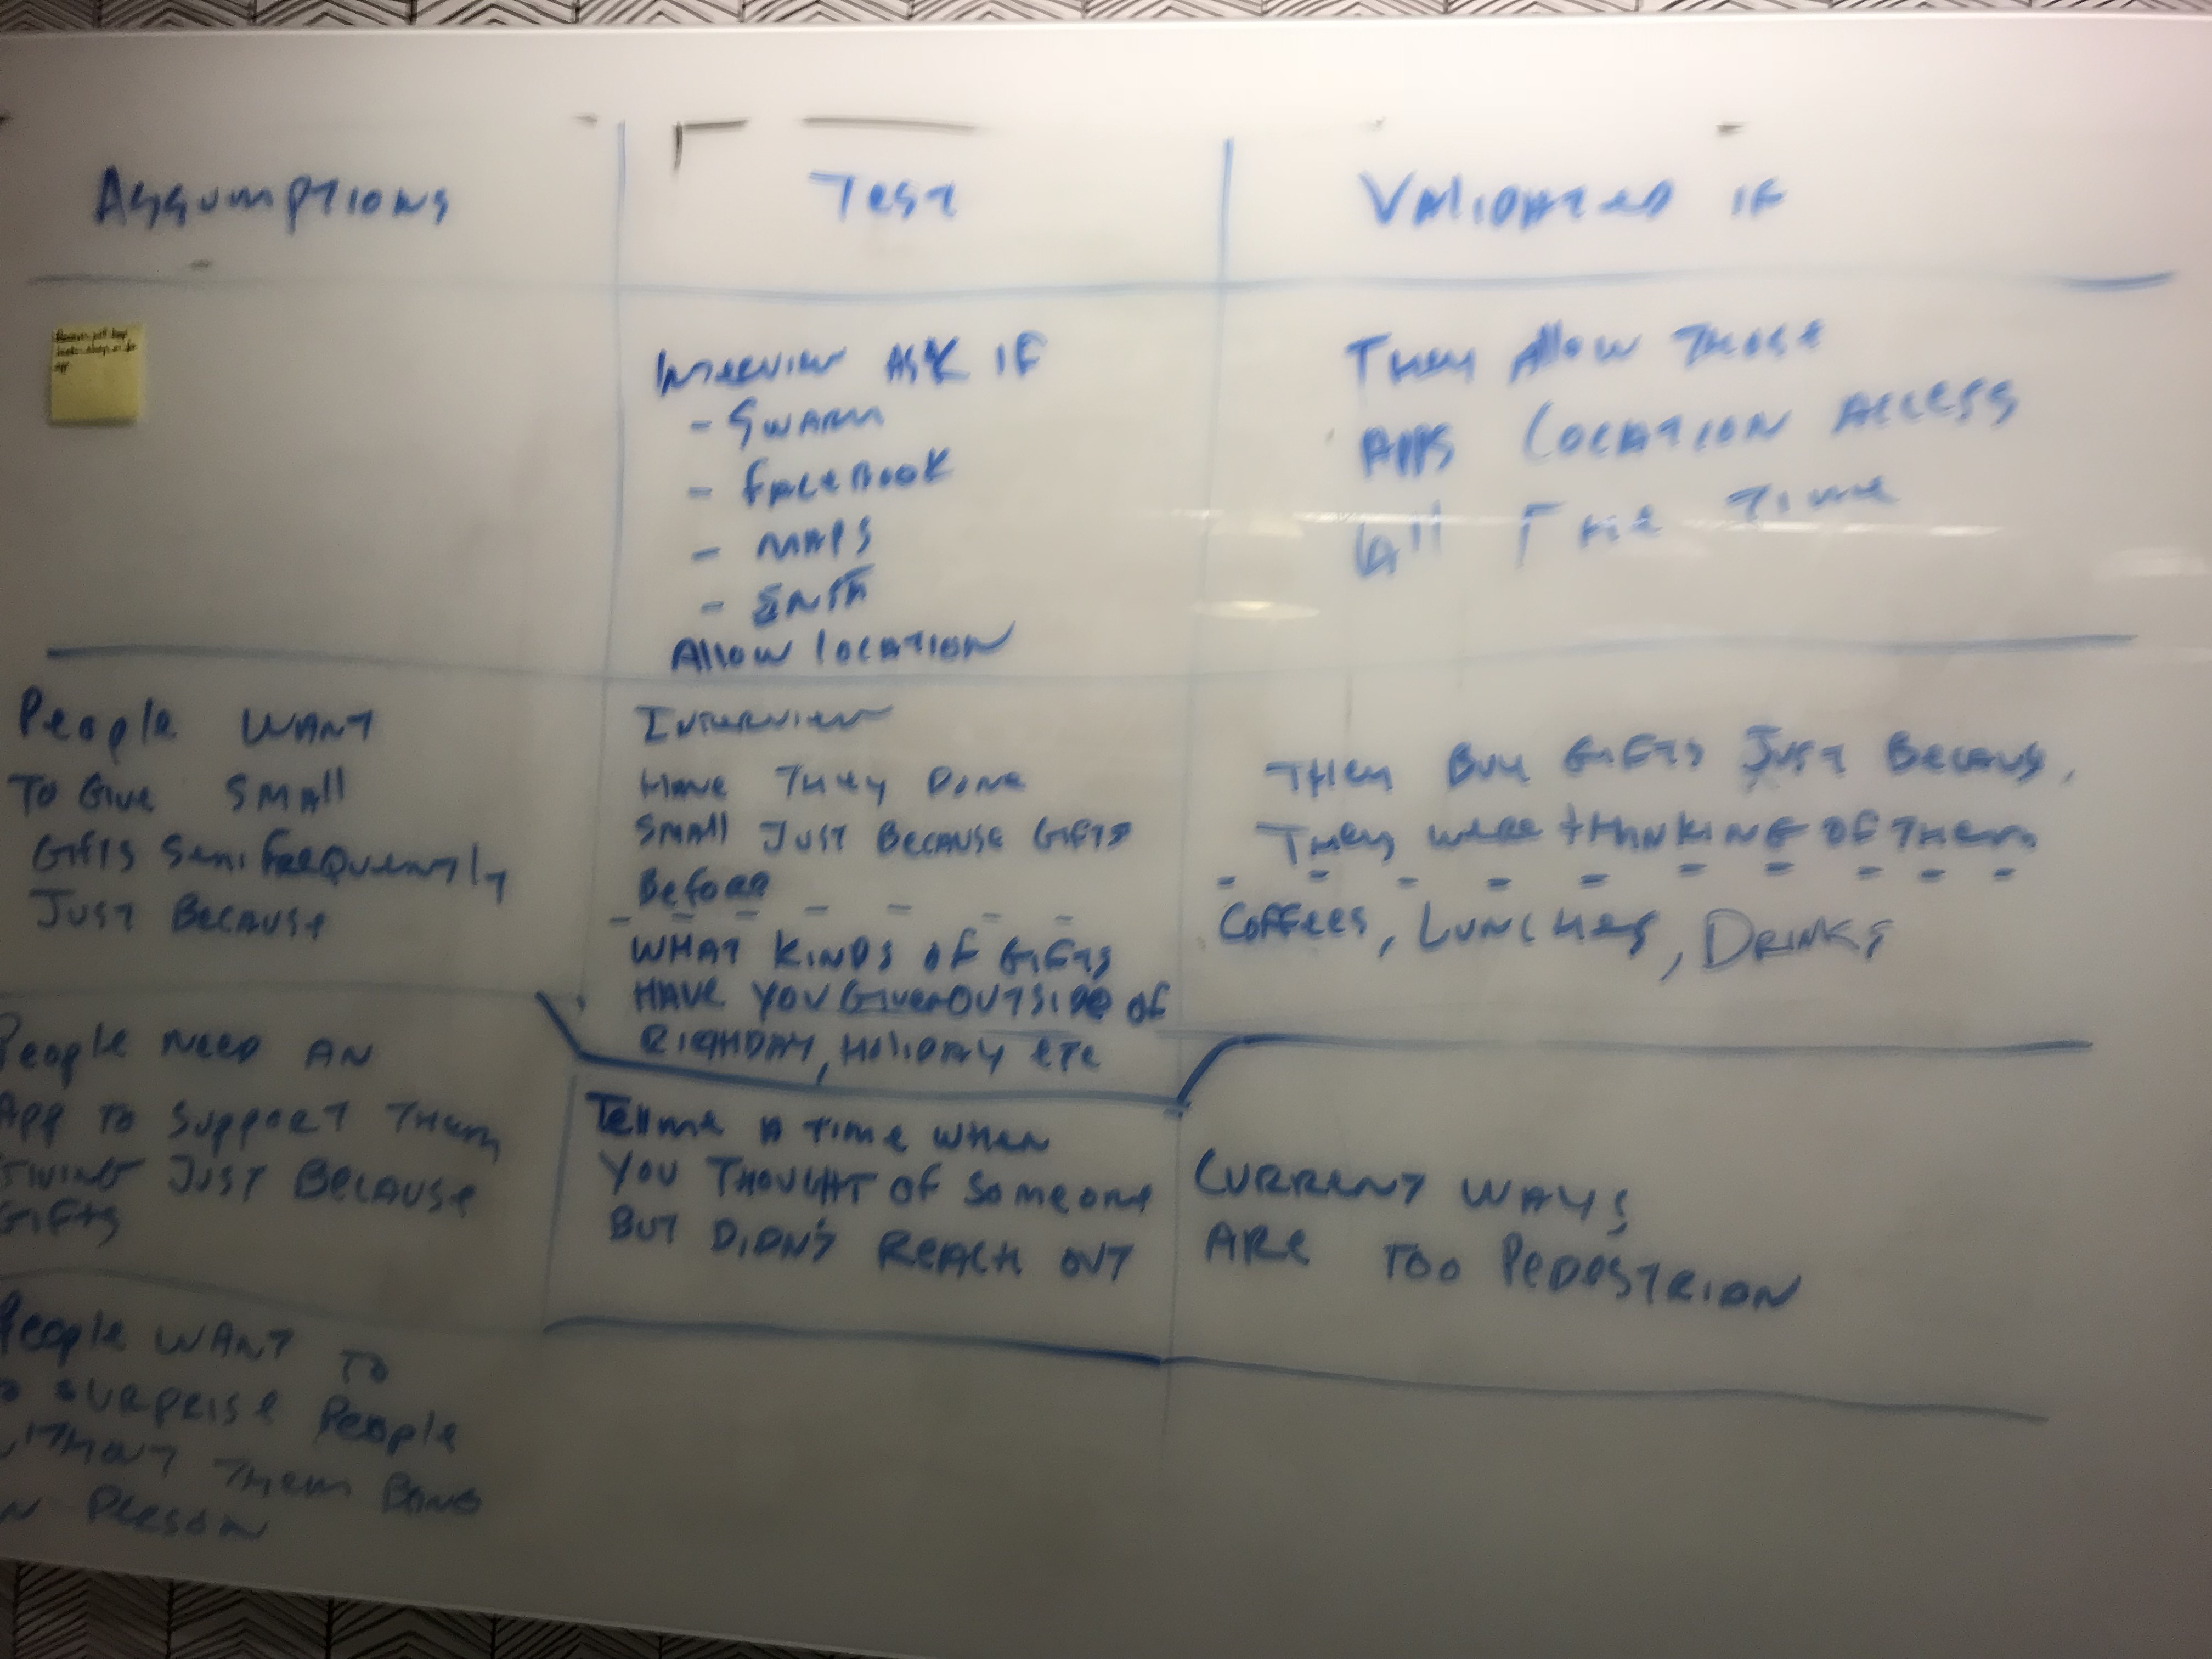 Assumptions
Test
Validated if
Interview ask if
- Swarm
- Facebook
- Maps
-
Allow location
They allow those
apps location access
all the time
People want
to give small
gifts semi frequently
just because
Interview
Have they done
small just because gifts
before
What kinds of gifts
have you given outside of
birthday, holiday etc
They buy gifts just becaus,
they were thinking of them
Coffees, Lunches, Drinks
People need an
app to support them
giving just because
gifts
Tell me a time when
you thought of someone
but didn't reach out
Current ways
are too pedestrian
People want to
surprise people
without them being
in person